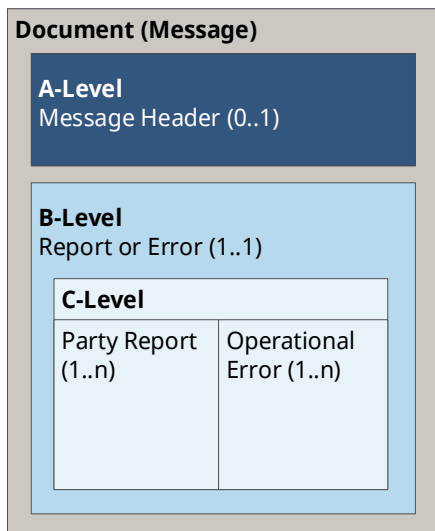 Document (Message)
A-Level
Message Header (0..1)
B-Level
Report or Error (1..1)
C-Level
Party Report
(1..n)
Operational
Error (1..n)